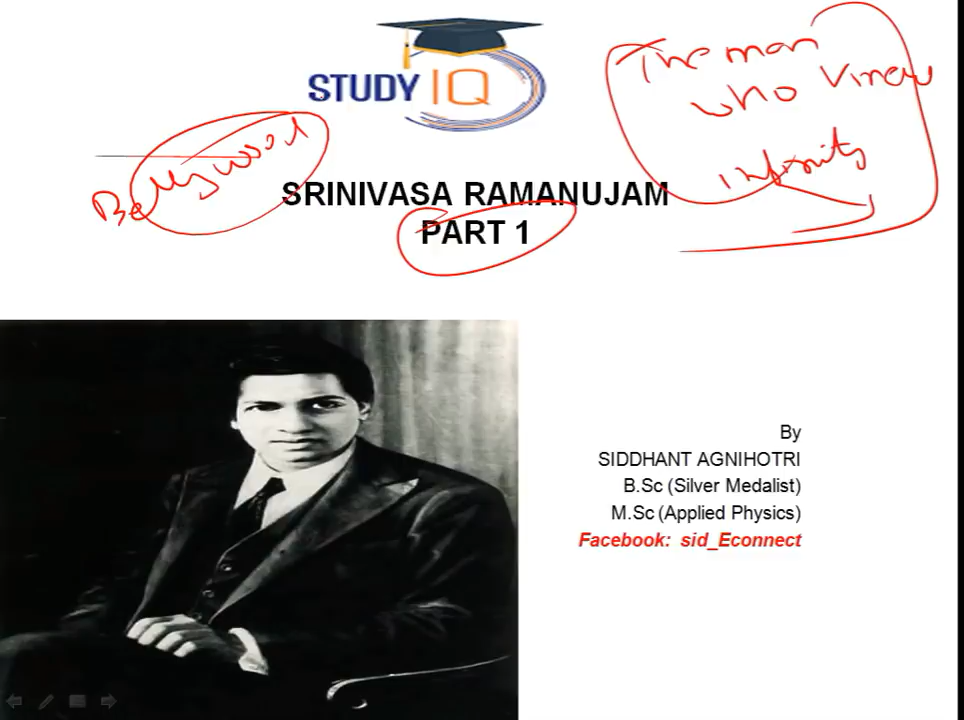 STUDY IQ
The man
who Knew
infinity
Bollywood
SRINIVASA RAMANUJAM
PART 1
By
SIDDHANT AGNIHOTRI
B.Sc (Silver Medalist)
M.Sc (Applied Physics)
Facebook: sid_Econnect